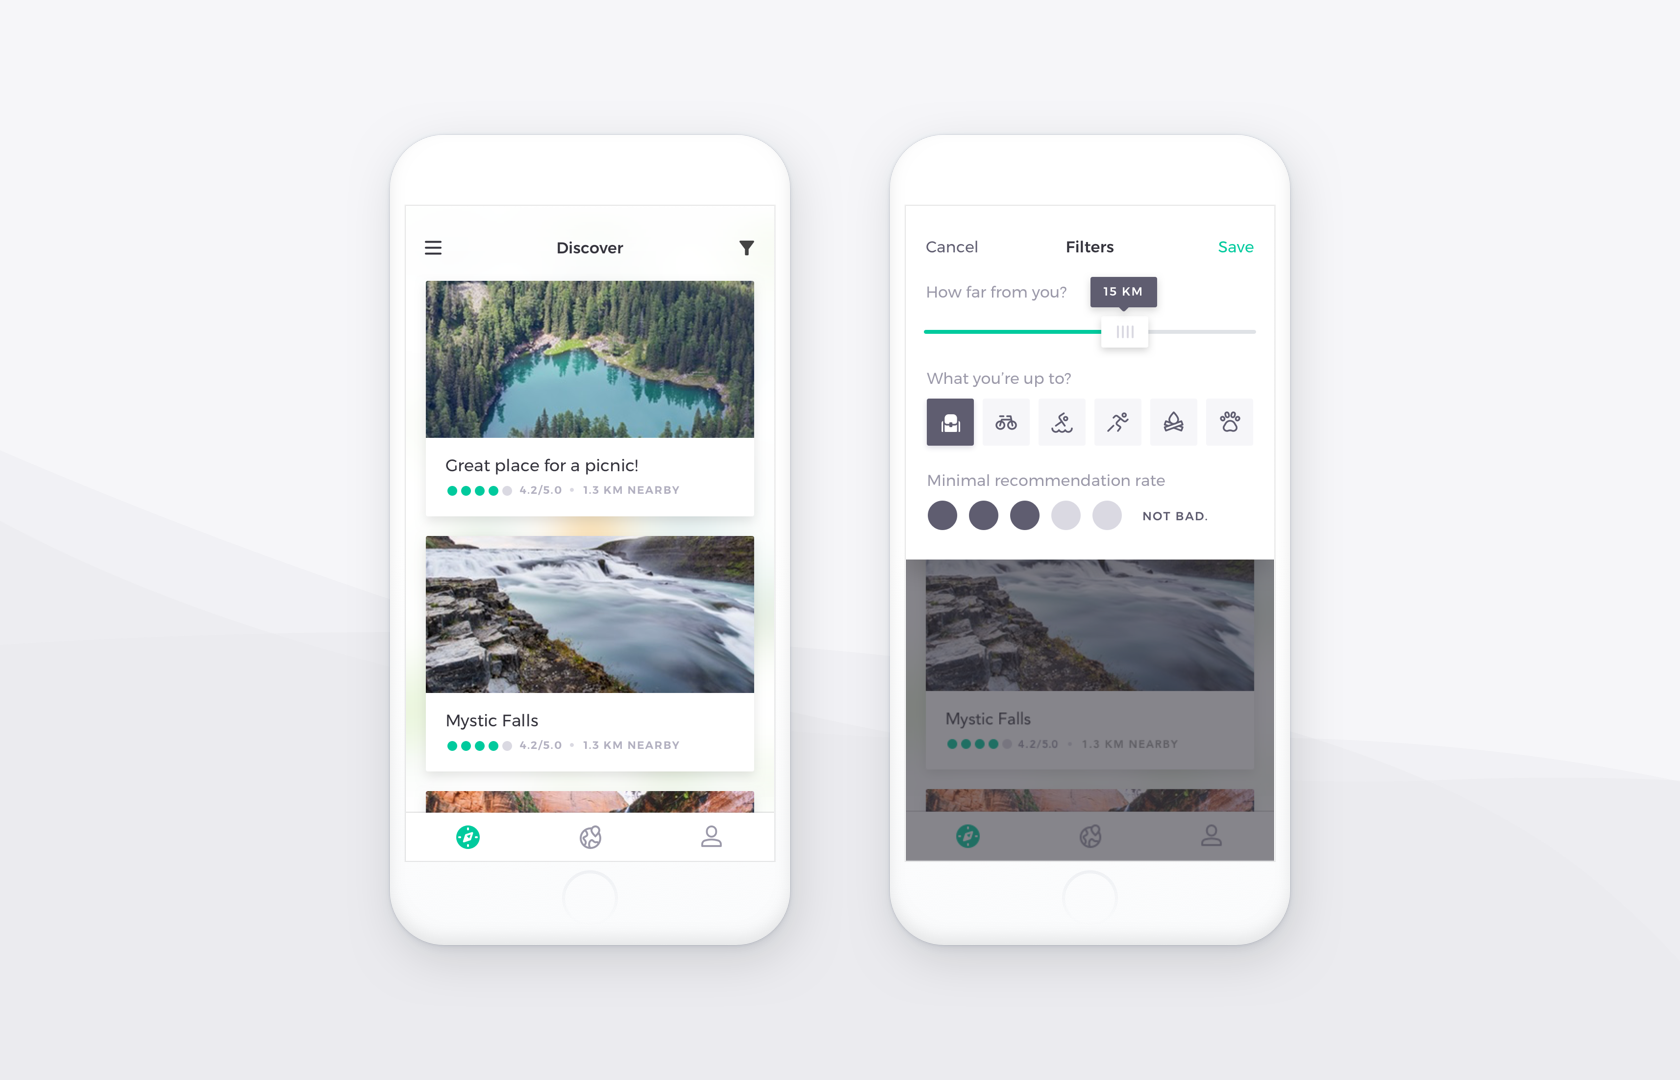 Discover
Great place for a picnic!
4.2/5.0 • 1.3 KM NEARBY
Mystic Falls
4.2/5.0 • 1.3 KM NEARBY
Cancel Filters Save
How far from you? 15 KM
What you're up to?
Minimal recommendation rate
NOT BAD.
Mystic Falls
4.2/5.0 • 1.3 KM NEARBY